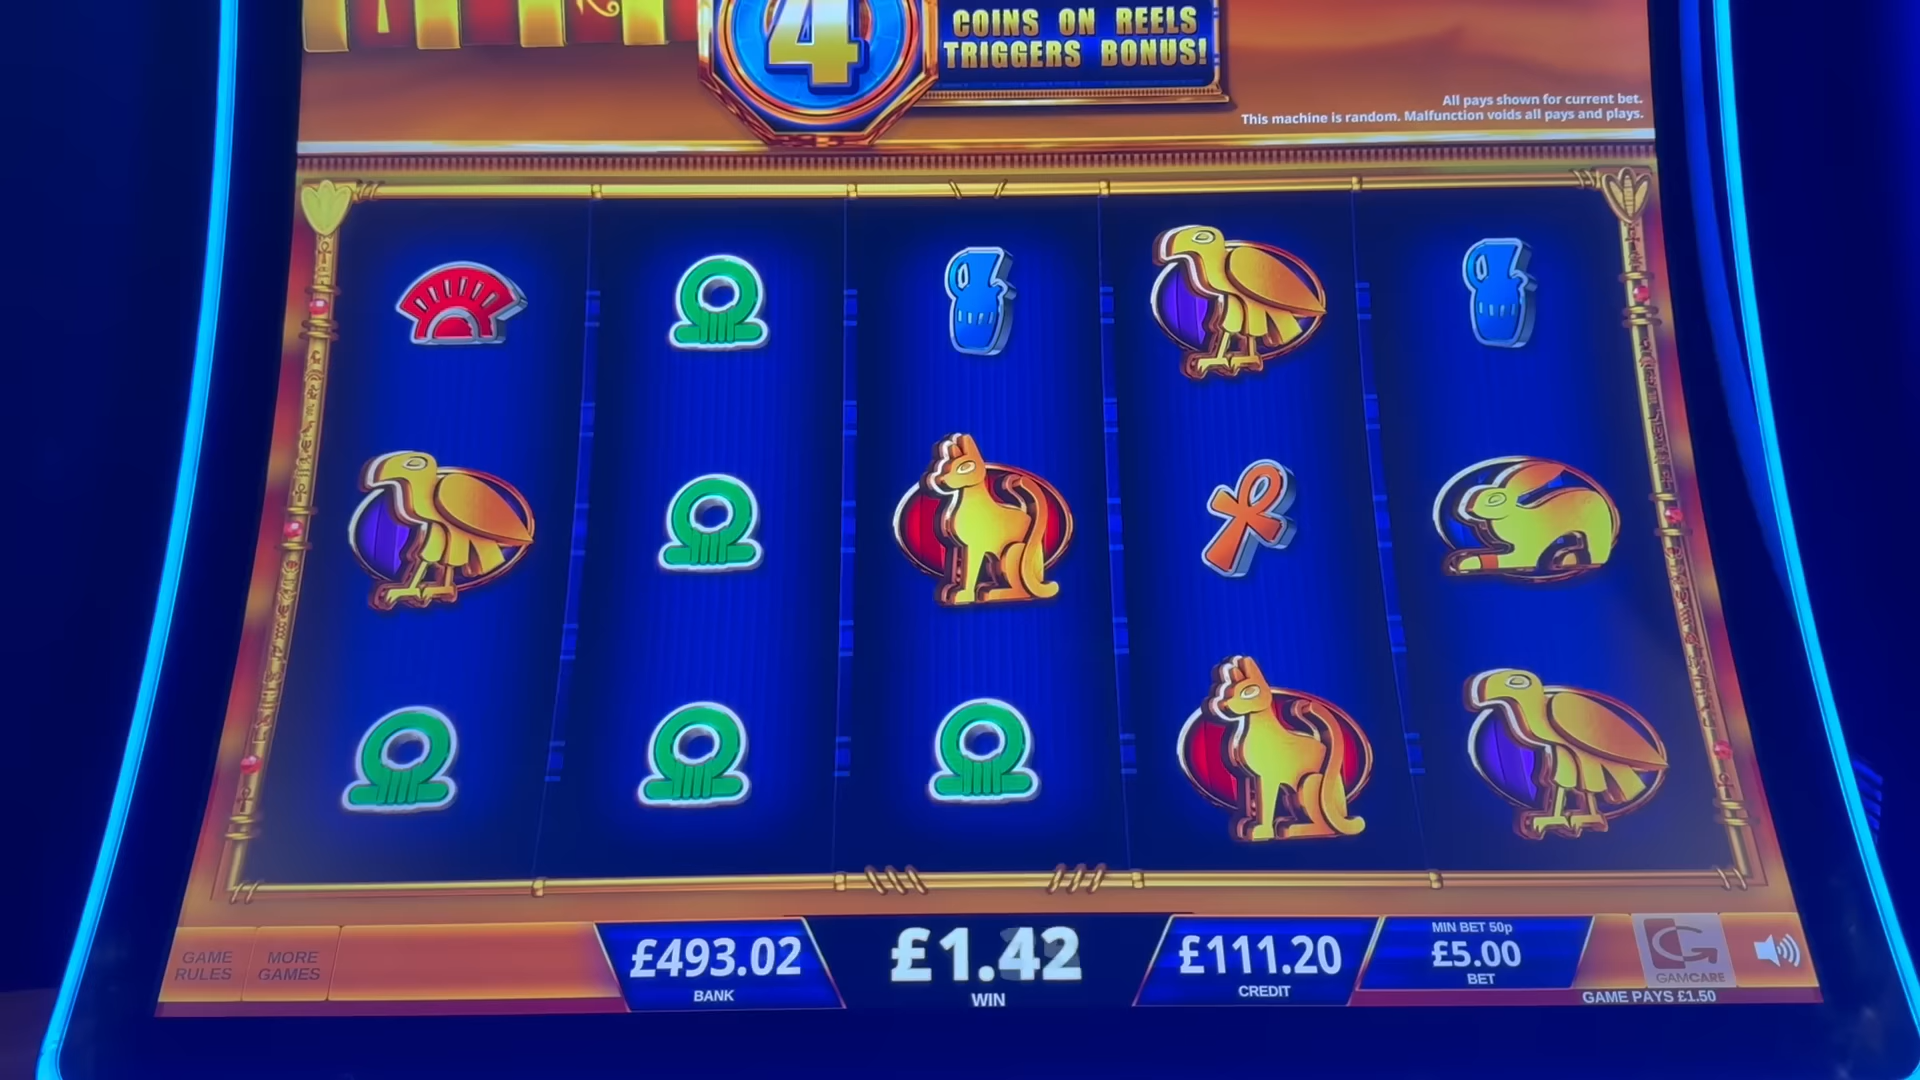 4
COINS ON REELS
TRIGGERS BONUS!
All pays shown for current bet.
This machine is random. Malfunction voids all pays and plays.
GAME
RULES
MORE
GAMES
£493.02
BANK
£1.42
WIN
£111.20
CREDIT
MIN BET 50p
£5.00
BET
GAMCARE
GAME PAYS £1.50